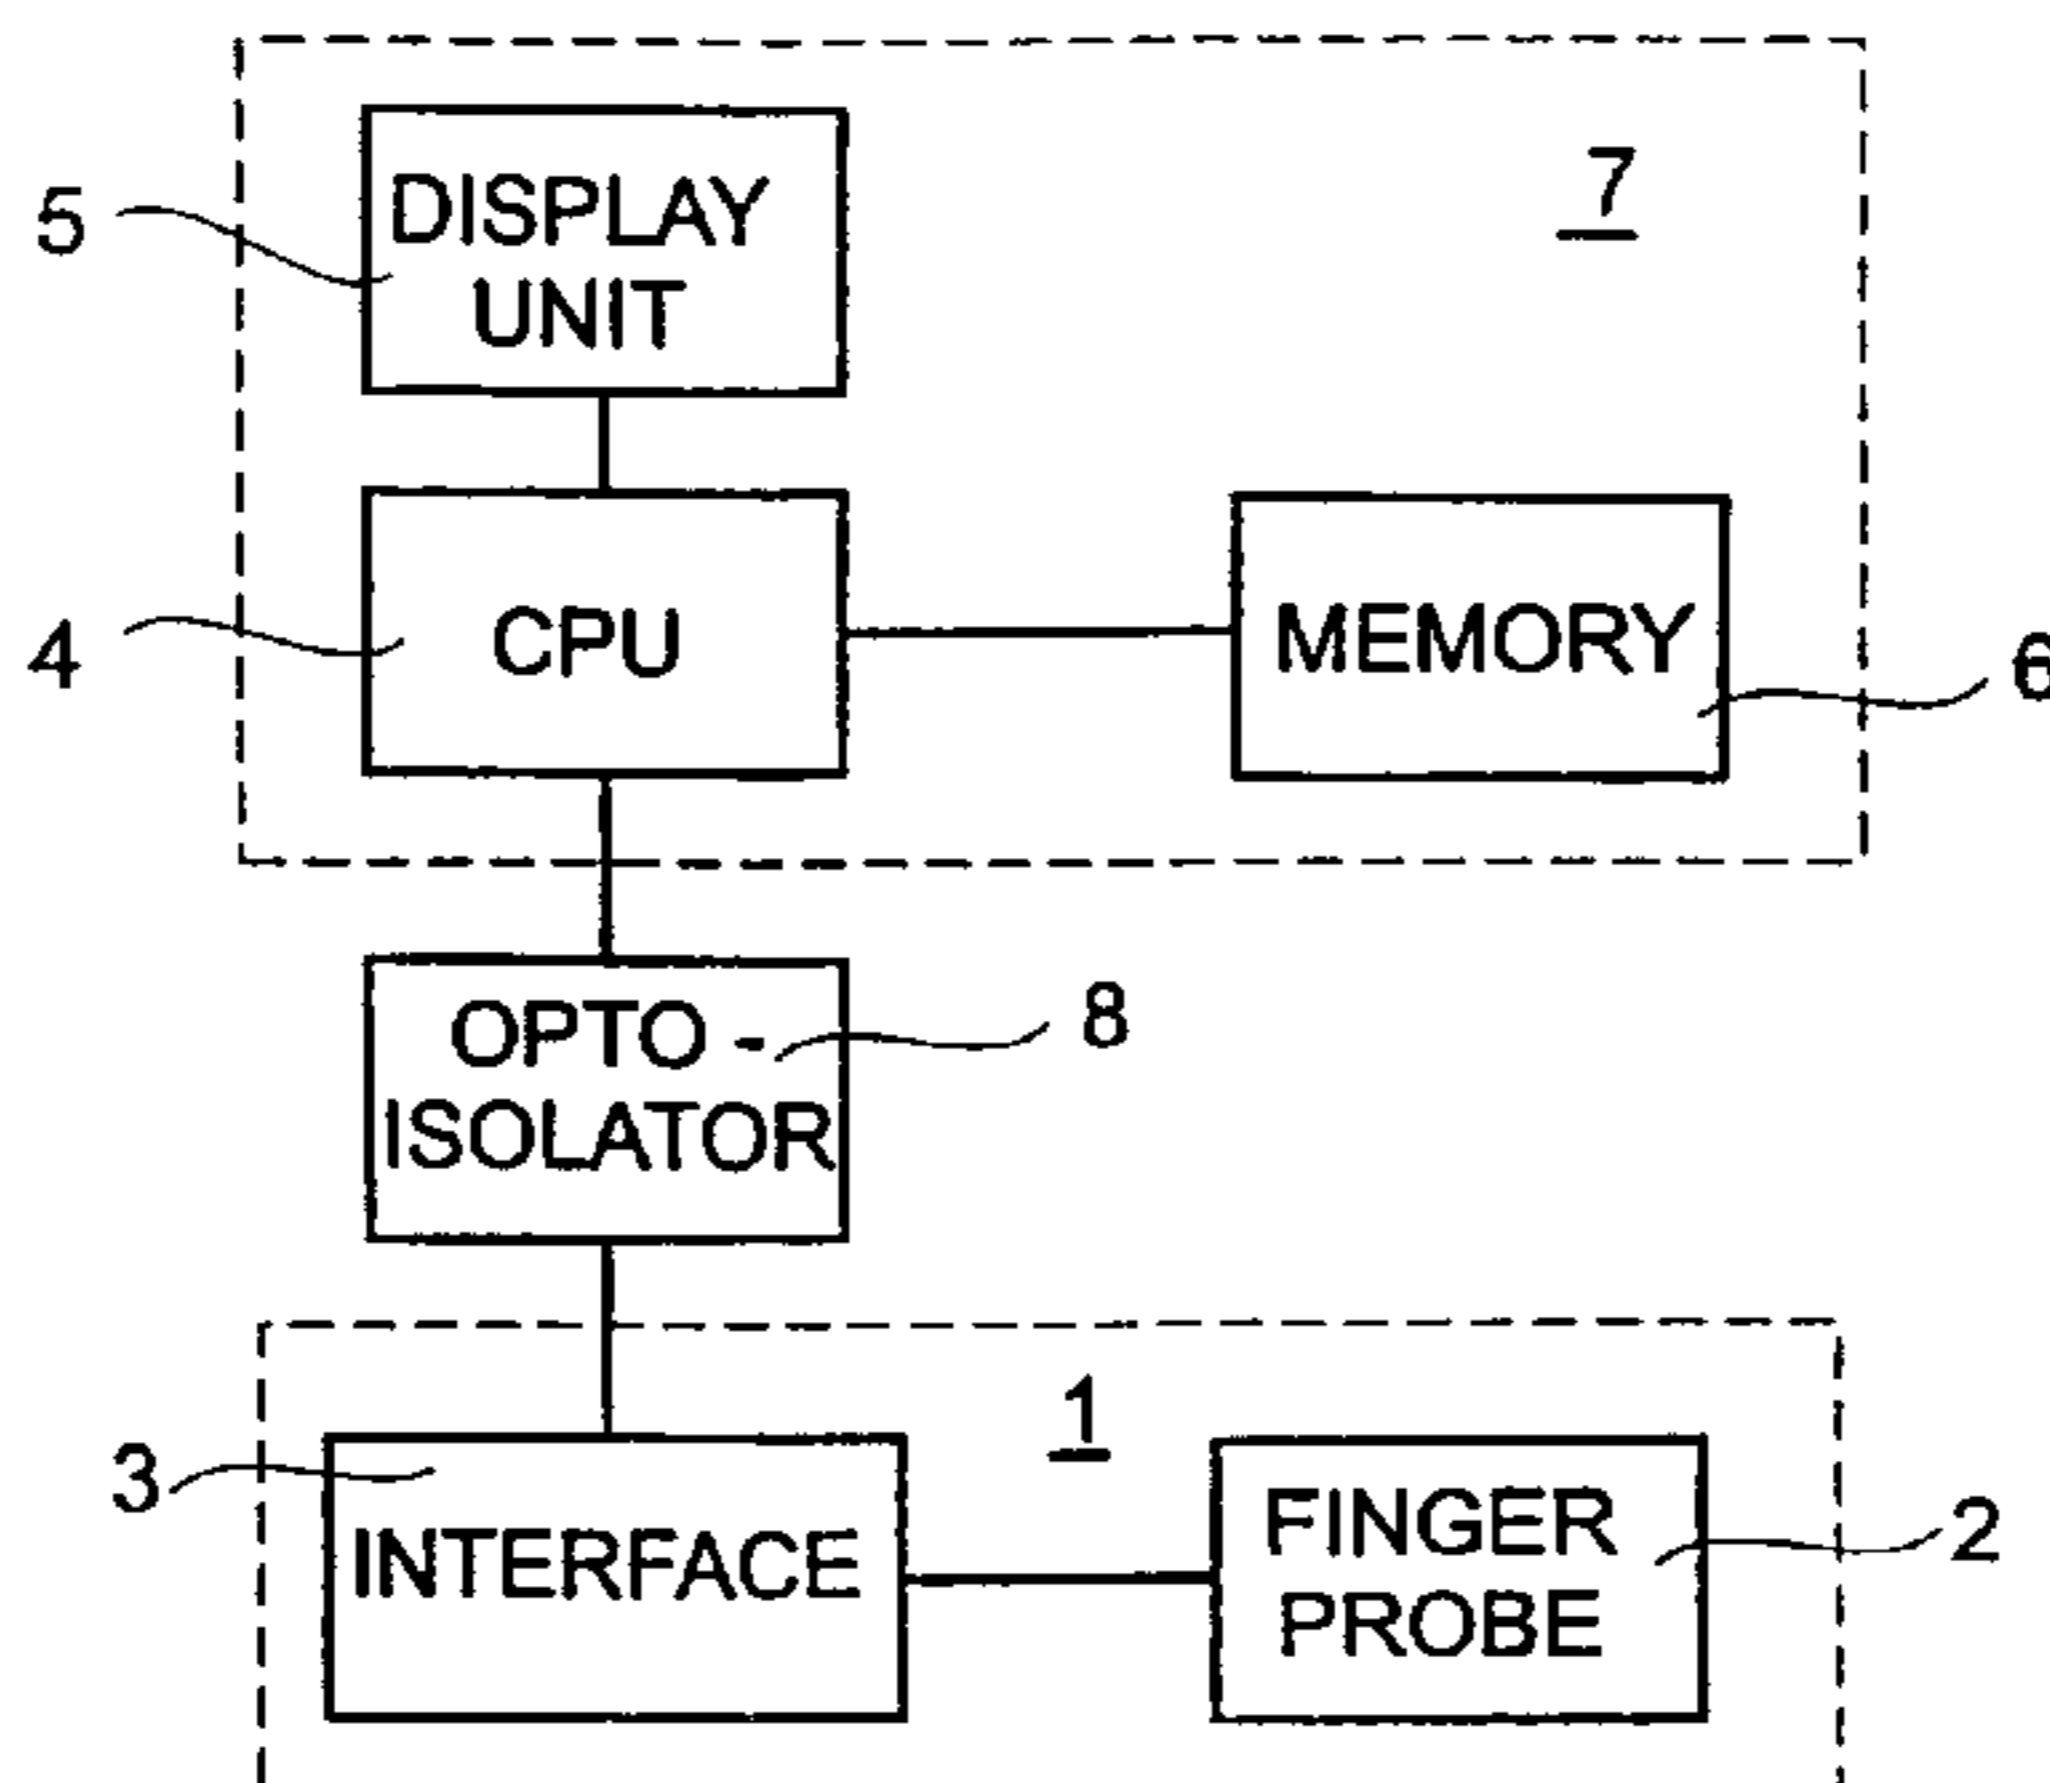 7
5
DISPLAY
UNIT
4
CPU
MEMORY
6
OPTO -
8
ISOLATOR
1
3
INTERFACE
FINGER
PROBE
2